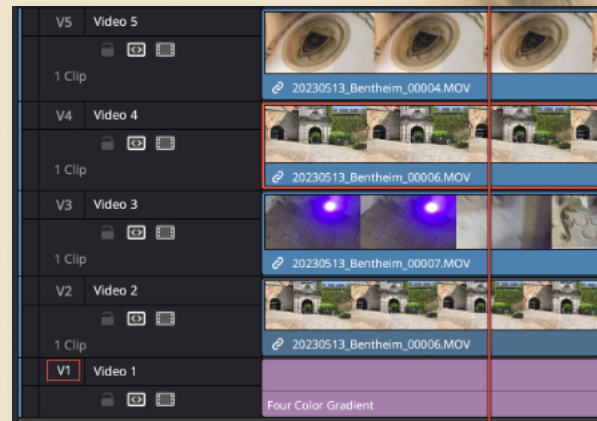 V5 Video 5
1 Clip
20230513_Bentheim_00004.MOV
V4 Video 4
1 Clip
20230513_Bentheim_00006.MOV
V3 Video 3
1 Clip
20230513_Bentheim_00007.MOV
V2 Video 2
1 Clip
20230513_Bentheim_00006.MOV
V1 Video 1
Four Color Gradient